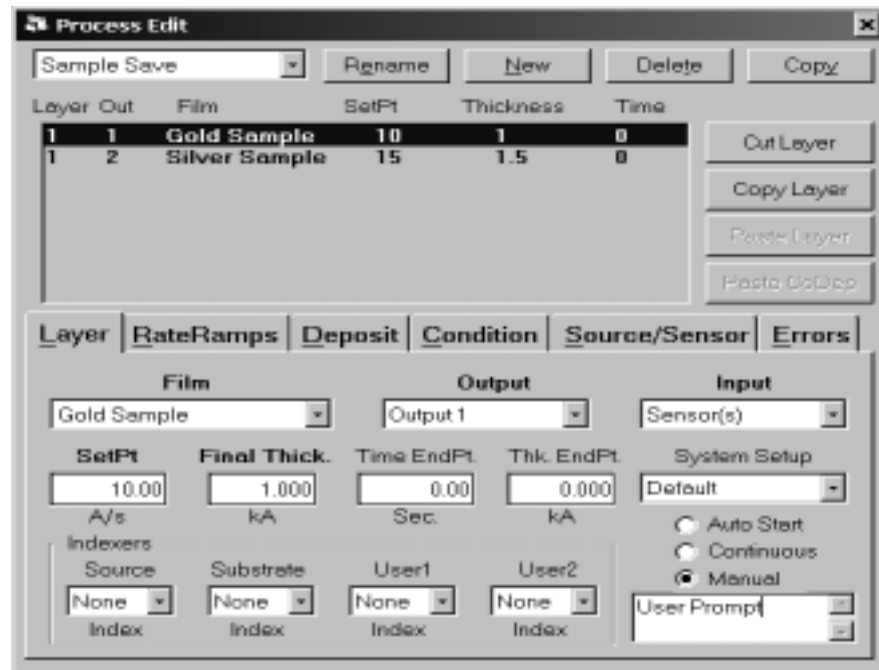 Process Edit
Sample Save Rename New Delete Copy
Layer Out Film SetPt Thickness Time
1 1 Gold Sample 10 1 0
1 2 Silver Sample 15 1.5 0
Cut Layer
Copy Layer
Paste Layer
Paste CoDep
Layer RateRamps Deposit Condition Source/Sensor Errors
Film Output Input
Gold Sample Output 1 Sensor(s)
SetPt Final Thick. Time EndPt. Thk. EndPt. System Setup
10.00 1.000 0.00 0.000 Default
A/s kA Sec. kA
Auto Start
Indexers
Continuous
Source Substrate User1 User2
Manual
None None None None User Prompt
Index Index Index Index